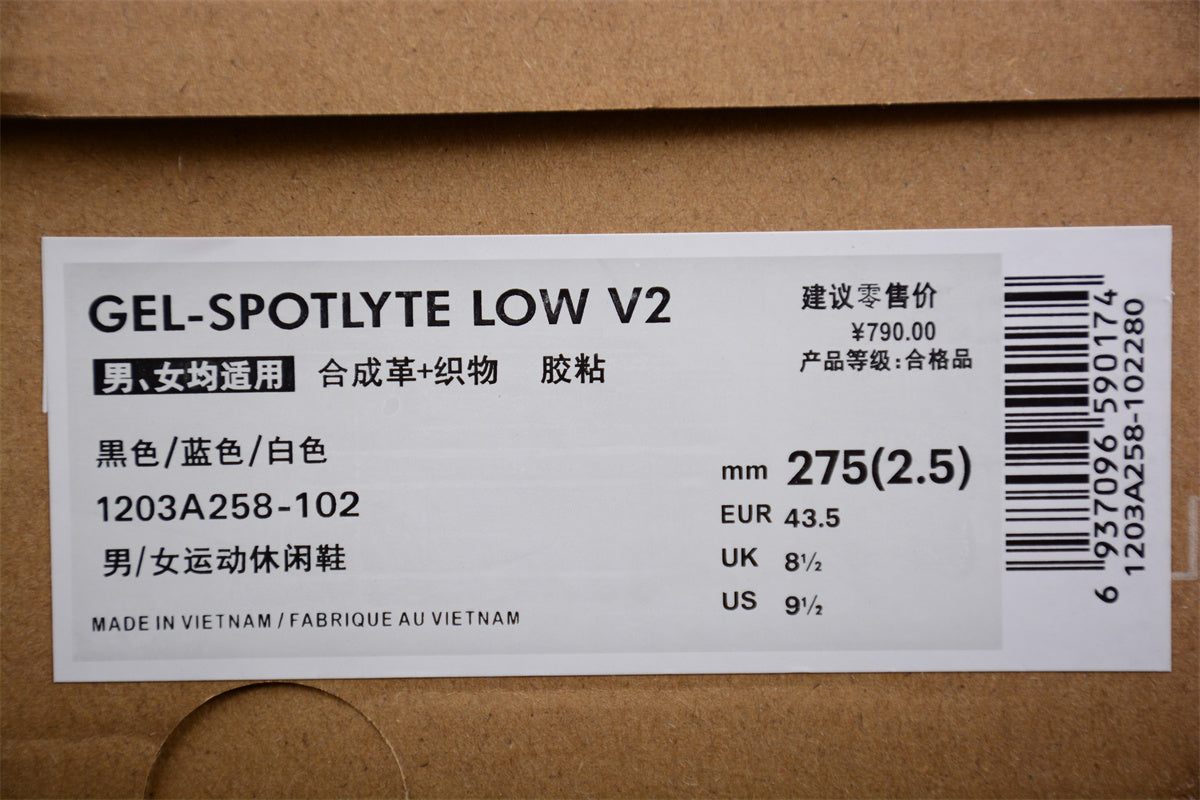 GEL-SPOTLYTE LOW V2
男、女均适用 合成革+织物 胶粘
黒色/蓝色/白色
1203A258-102
男/女运动休闲鞋
MADE IN VIETNAM / FABRIQUE AU VIETNAM
建议零售价
¥790.00
产品等级:合格品
mm 275(2.5)
EUR 43.5
UK 8½
US 9½
6 937096 590174
1203A258-102280